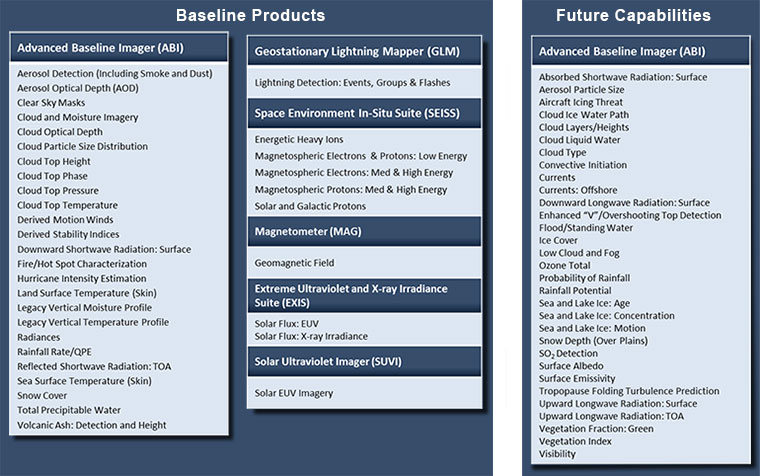 Baseline Products
Advanced Baseline Imager (ABI)
Aerosol Detection (Including Smoke and Dust)
Aerosol Optical Depth (AOD)
Clear Sky Masks
Cloud and Moisture Imagery
Cloud Optical Depth
Cloud Particle Size Distribution
Cloud Top Height
Cloud Top Phase
Cloud Top Pressure
Cloud Top Temperature
Derived Motion Winds
Derived Stability Indices
Downward Shortwave Radiation: Surface
Fire/Hot Spot Characterization
Hurricane Intensity Estimation
Land Surface Temperature (Skin)
Legacy Vertical Moisture Profile
Legacy Vertical Temperature Profile
Radiances
Rainfall Rate/QPE
Reflected Shortwave Radiation: TOA
Sea Surface Temperature (Skin)
Snow Cover
Total Precipitable Water
Volcanic Ash: Detection and Height
Geostationary Lightning Mapper (GLM)
Lightning Detection: Events, Groups & Flashes
Space Environment In-Situ Suite (SEISS)
Energetic Heavy Ions
Magnetospheric Electrons & Protons: Low Energy
Magnetospheric Electrons: Med & High Energy
Magnetospheric Protons: Med & High Energy
Solar and Galactic Protons
Magnetometer (MAG)
Geomagnetic Field
Extreme Ultraviolet and X-ray Irradiance
Suite (EXIS)
Solar Flux: EUV
Solar Flux: X-ray Irradiance
Solar Ultraviolet Imager (SUVI)
Solar EUV Imagery
Future Capabilities
Advanced Baseline Imager (ABI)
Absorbed Shortwave Radiation: Surface
Aerosol Particle Size
Aircraft Icing Threat
Cloud Ice Water Path
Cloud Layers/Heights
Cloud Liquid Water
Cloud Type
Convective Initiation
Currents
Currents: Offshore
Downward Longwave Radiation: Surface
Enhanced “V”/Overshooting Top Detection
Flood/Standing Water
Ice Cover
Low Cloud and Fog
Ozone Total
Probability of Rainfall
Rainfall Potential
Sea and Lake Ice: Age
Sea and Lake Ice: Concentration
Sea and Lake Ice: Motion
Snow Depth (Over Plains)
SO₂ Detection
Surface Albedo
Surface Emissivity
Tropopause Folding Turbulence Prediction
Upward Longwave Radiation: Surface
Upward Longwave Radiation: TOA
Vegetation Fraction: Green
Vegetation Index
Visibility